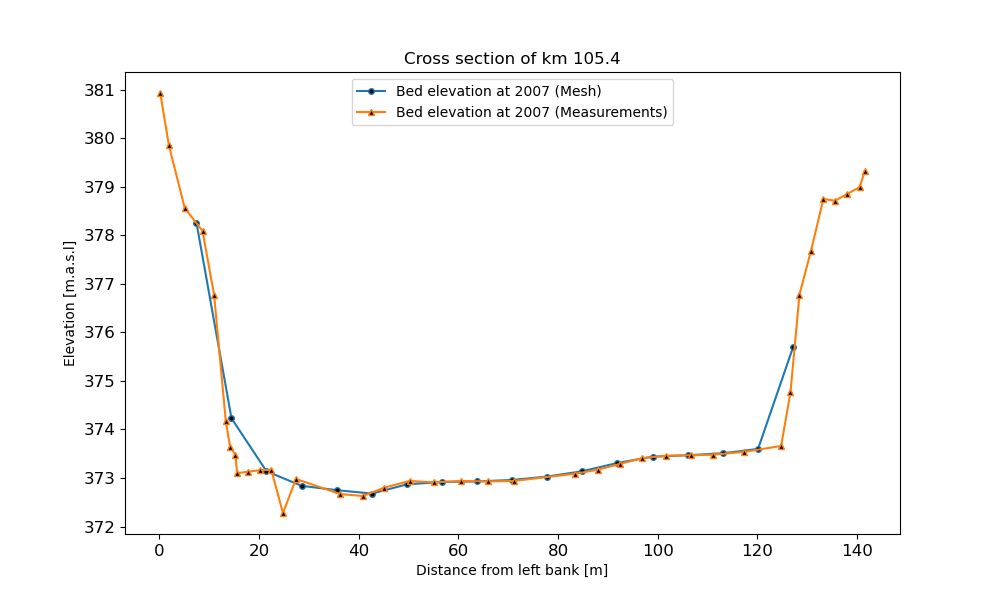 Cross section of km 105.4
Bed elevation at 2007 (Mesh)
Bed elevation at 2007 (Measurements)
Elevation [m.a.s.l]
381
380
379
378
377
376
375
374
373
372
0 20 40 60 80 100 120 140
Distance from left bank [m]